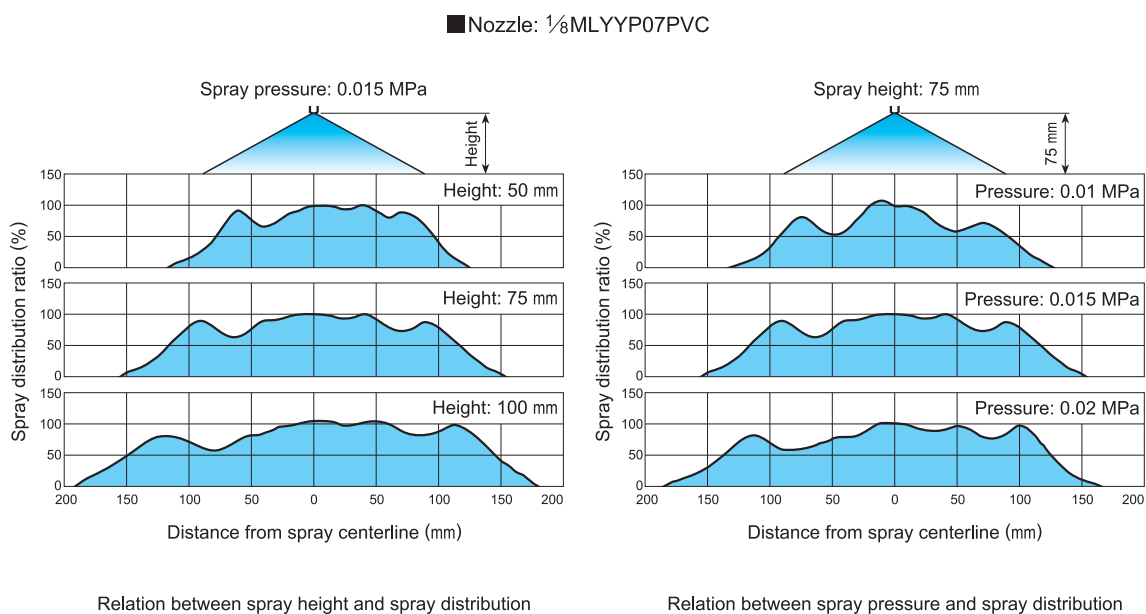 ■Nozzle: 1/8MLYYP07PVC
Spray pressure: 0.015 MPa
Height
150
100
50
0
Height: 50 mm
150
100
50
0
Height: 75 mm
150
100
50
0
Height: 100 mm
Spray distribution ratio (%)
200 150 100 50 0 50 100 150 200
Distance from spray centerline (mm)
Relation between spray height and spray distribution
Spray height: 75 mm
75 mm
150
100
50
0
Pressure: 0.01 MPa
150
100
50
0
Pressure: 0.015 MPa
150
100
50
0
Pressure: 0.02 MPa
Spray distribution ratio (%)
200 150 100 50 0 50 100 150 200
Distance from spray centerline (mm)
Relation between spray pressure and spray distribution